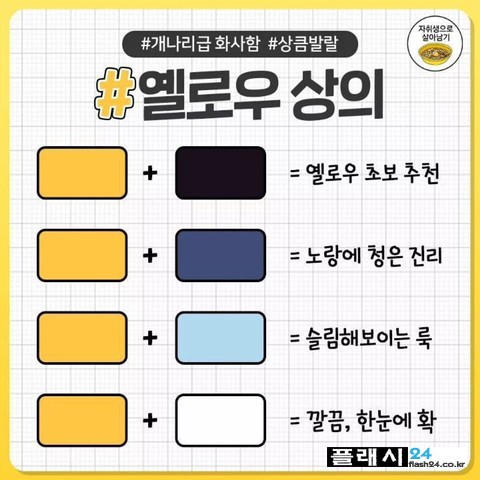 #개나리급 화사함 #상큼발랄
자취생으로
살아남기
#옐로우 상의
+ = 옐로우 초보 추천
+ = 노랑에 청은 진리
+ = 슬림해보이는 룩
+ = 깔끔, 한눈에 확
플래시24
flash24.co.kr